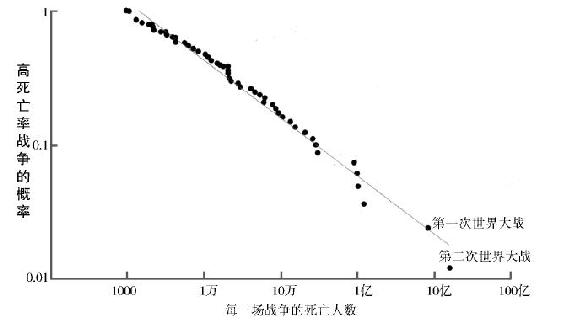 1
高死亡率战争的概率
0.1
0.01
第一次世界大战
第二次世界大战
1000 1万 10万 1亿 10亿 100亿
每一场战争的死亡人数